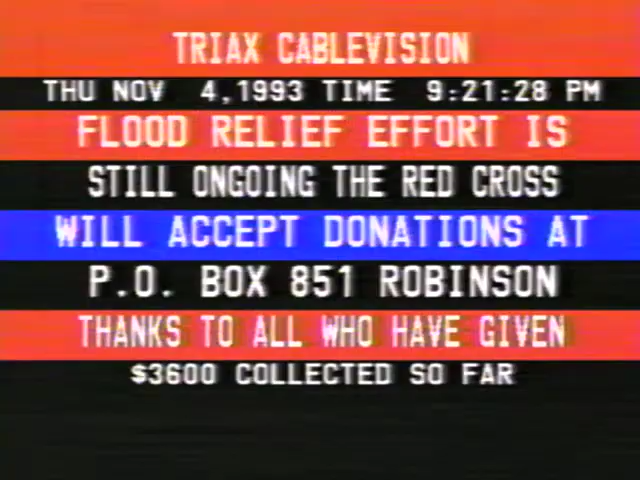 TRIAX CABLEVISION
THU NOV 4,1993 TIME 9:21:28 PM
FLOOD RELIEF EFFORT IS
STILL ONGOING THE RED CROSS
WILL ACCEPT DONATIONS AT
P.O. BOX 851 ROBINSON
THANKS TO ALL WHO HAVE GIVEN
$3600 COLLECTED SO FAR